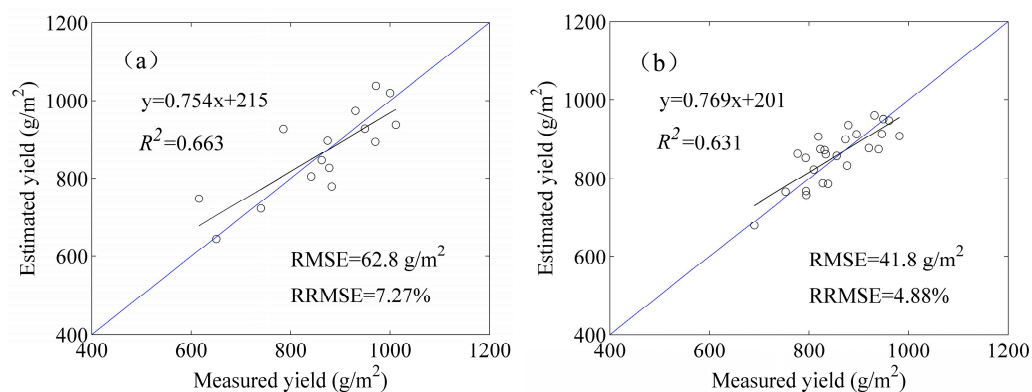 （a）
y=0.754x+215
R²=0.663
RMSE=62.8 g/m²
RRMSE=7.27%
1200
1000
800
600
400
400
600
800
1000
1200
Estimated yield (g/m²)
Measured yield (g/m²)
（b）
y=0.769x+201
R²=0.631
RMSE=41.8 g/m²
RRMSE=4.88%
1200
1000
800
600
400
400
600
800
1000
1200
Estimated yield (g/m²)
Measured yield (g/m²)